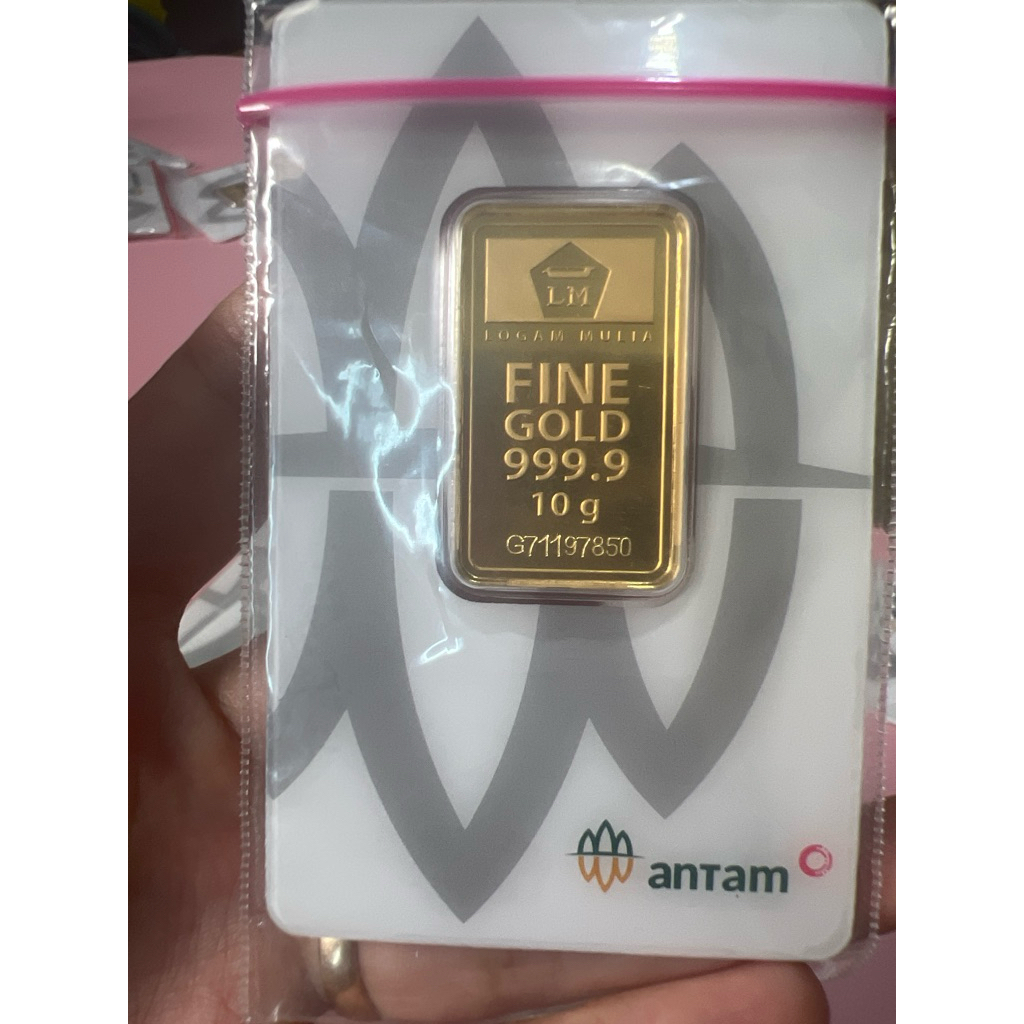 LM
LOGAM MULIA
FINE
GOLD
999.9
10 g
G71197850
antam